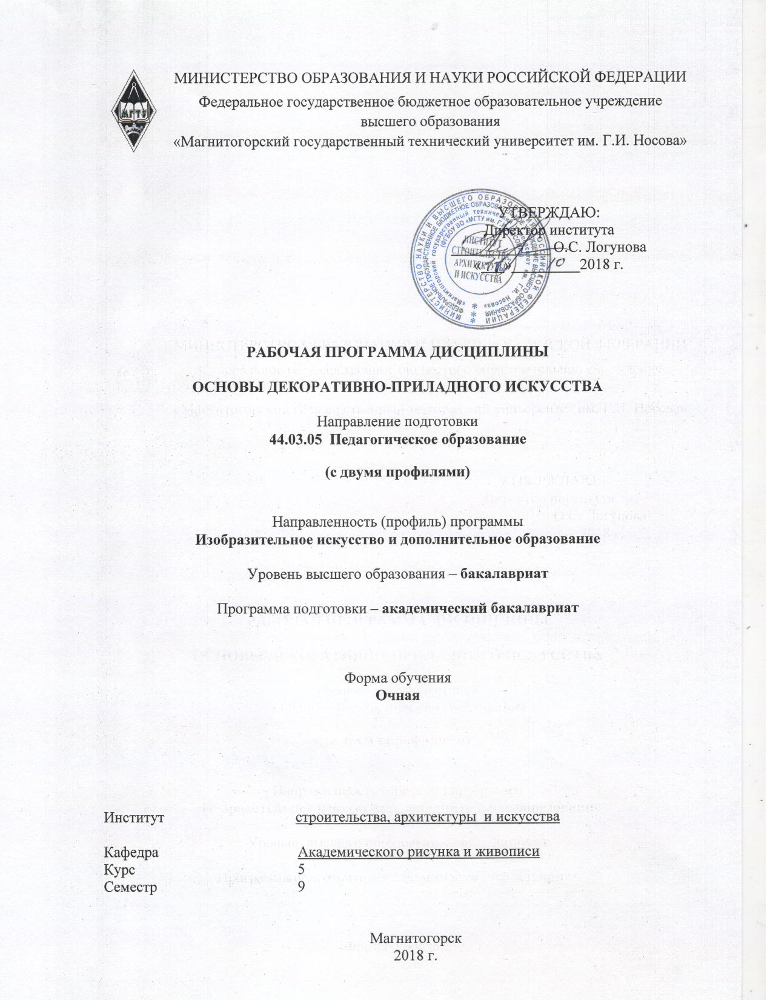 МИНИСТЕРСТВО ОБРАЗОВАНИЯ И НАУКИ РОССИЙСКОЙ ФЕДЕРАЦИИ
Федеральное государственное бюджетное образовательное учреждение
высшего образования
«Магнитогорский государственный технический университет им. Г.И. Носова»
МГТУ
УТВЕРЖДАЮ:
Директор института
О.С. Логунова
«17» 10 2018 г.
МИНИСТЕРСТВО НАУКИ И ВЫСШЕГО ОБРАЗОВАНИЯ РОССИЙСКОЙ ФЕДЕРАЦИИ
ФЕДЕРАЛЬНОЕ ГОСУДАРСТВЕННОЕ БЮДЖЕТНОЕ ОБРАЗОВАТЕЛЬНОЕ УЧРЕЖДЕНИЕ ВЫСШЕГО ОБРАЗОВАНИЯ
«Магнитогорский государственный технический университет им. Г.И. Носова»
(ФГБОУ ВО «МГТУ им. Г.И. Носова»)
ИНСТИТУТ
СТРОИТЕЛЬСТВА,
АРХИТЕКТУРЫ
И ИСКУССТВА
РАБОЧАЯ ПРОГРАММА ДИСЦИПЛИНЫ
ОСНОВЫ ДЕКОРАТИВНО-ПРИЛАДНОГО ИСКУССТВА
Направление подготовки
44.03.05 Педагогическое образование
(с двумя профилями)
Направленность (профиль) программы
Изобразительное искусство и дополнительное образование
Уровень высшего образования – бакалавриат
Программа подготовки – академический бакалавриат
Форма обучения
Очная
Институт строительства, архитектуры и искусства
Кафедра Академического рисунка и живописи
Курс 5
Семестр 9
Магнитогорск
2018 г.